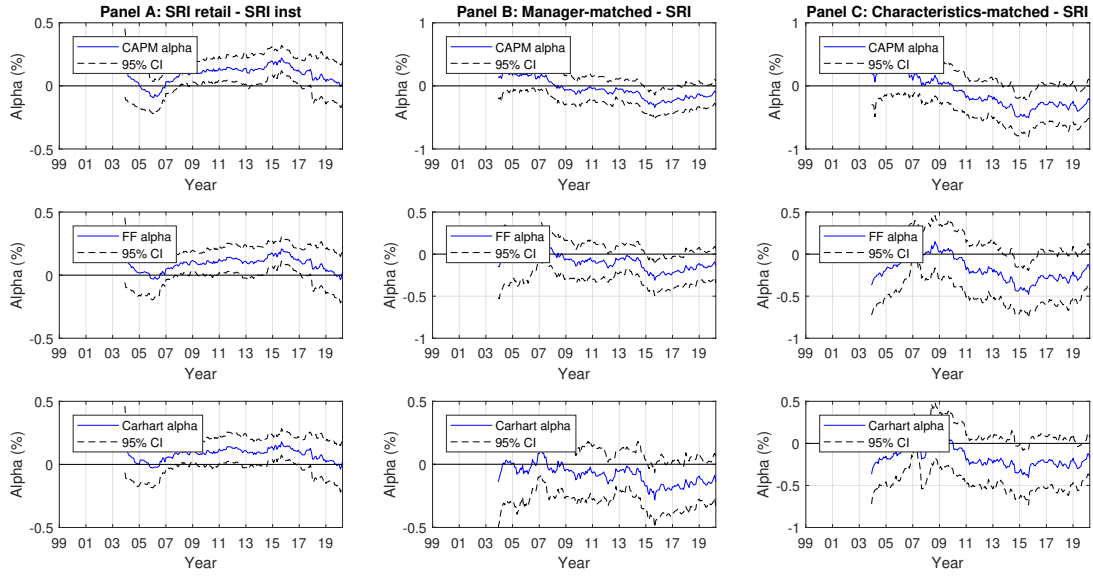 Panel A: SRI retail - SRI inst
Panel B: Manager-matched - SRI
Panel C: Characteristics-matched - SRI
0.5
0
-0.5
Alpha (%)
CAPM alpha
95% CI
99 01 03 05 07 09 11 13 15 17 19
Year
1
0
-1
Alpha (%)
CAPM alpha
95% CI
99 01 03 05 07 09 11 13 15 17 19
Year
1
0
-1
Alpha (%)
CAPM alpha
95% CI
99 01 03 05 07 09 11 13 15 17 19
Year
0.5
0
-0.5
Alpha (%)
FF alpha
95% CI
99 01 03 05 07 09 11 13 15 17 19
Year
0.5
0
-0.5
-1
Alpha (%)
FF alpha
95% CI
99 01 03 05 07 09 11 13 15 17 19
Year
0.5
0
-0.5
-1
Alpha (%)
FF alpha
95% CI
99 01 03 05 07 09 11 13 15 17 19
Year
0.5
0
-0.5
Alpha (%)
Carhart alpha
95% CI
99 01 03 05 07 09 11 13 15 17 19
Year
0.5
0
-0.5
Alpha (%)
Carhart alpha
95% CI
99 01 03 05 07 09 11 13 15 17 19
Year
0.5
0
-0.5
-1
Alpha (%)
Carhart alpha
95% CI
99 01 03 05 07 09 11 13 15 17 19
Year